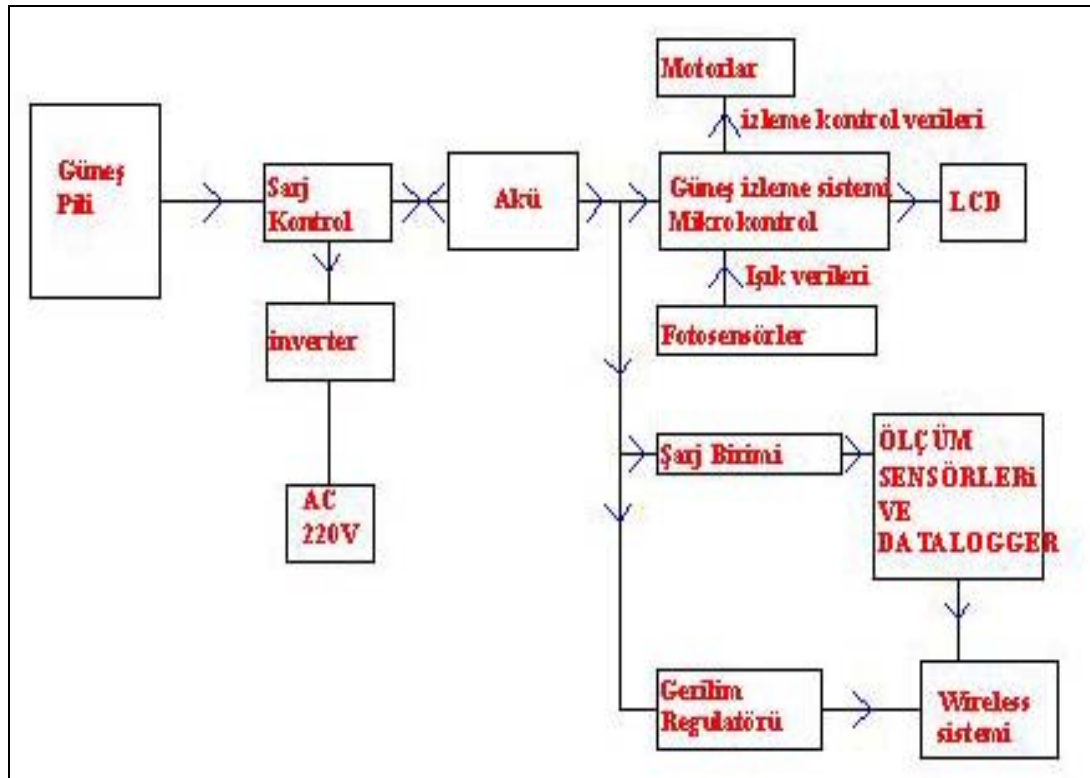 Motorlar
izleme kontrol verileri
Güneş
Pili
Sarj
Kontrol
Akü
Güneş izleme sistemi
Mikrokontrol
LCD
Işık verileri
inverter
Fotosensörler
Şarj Birimi
ÖLÇÜM
SENSÖRLERi
VE
DATALOGGER
AC
220V
Gerilim
Regulatörü
Wireless
sistemi